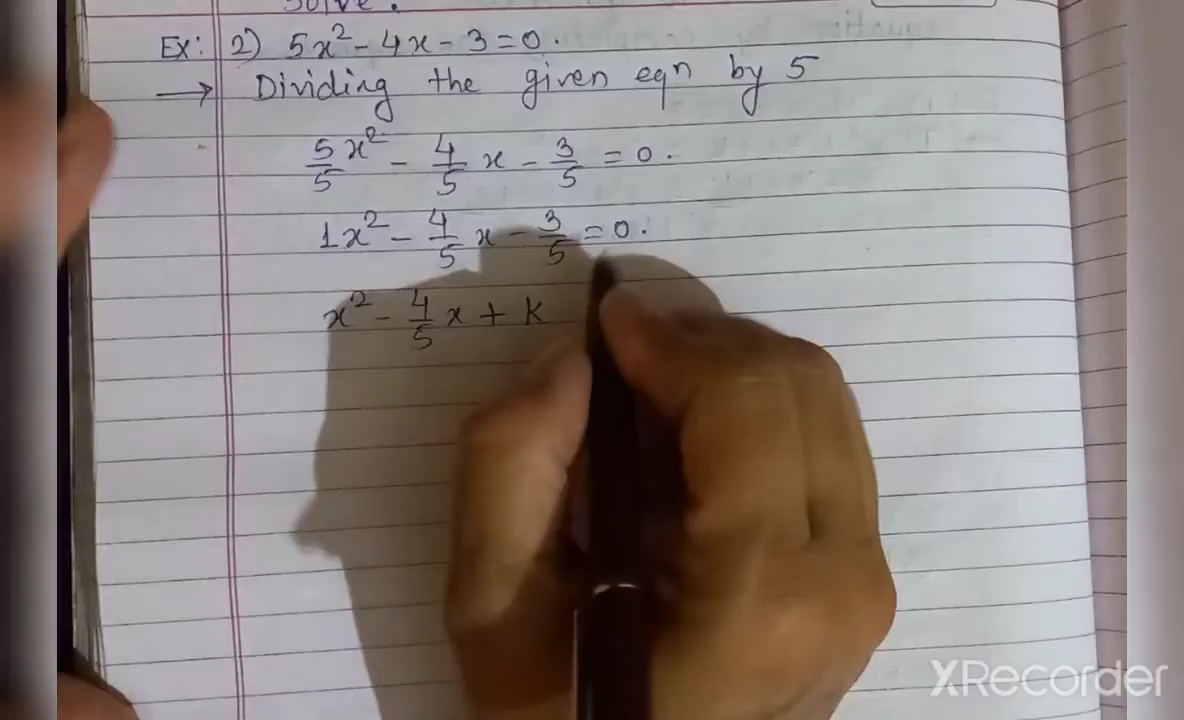 Solve.
Ex: 2) 5x² - 4x - 3 = 0.
→ Dividing the given eqn by 5
5/5 x² - 4/5 x - 3/5 = 0.
1x² - 4/5 x - 3/5 = 0.
x² - 4/5 x + k
XRecorder